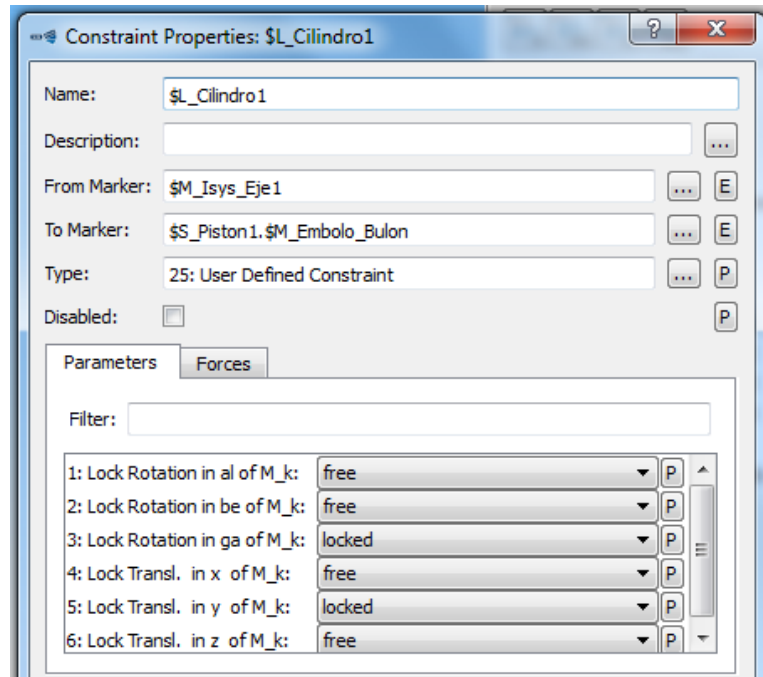 Constraint Properties: $L_Cilindro1
?
X
Name: $L_Cilindro1
Description: ...
From Marker: $M_Isys_Eje1 ... E
To Marker: $S_Piston1.$M_Embolo_Bulon ... E
Type: 25: User Defined Constraint ... P
Disabled: P
Parameters Forces
Filter:
1: Lock Rotation in al of M_k: free P
2: Lock Rotation in be of M_k: free P
3: Lock Rotation in ga of M_k: locked P
4: Lock Transl. in x of M_k: free P
5: Lock Transl. in y of M_k: locked P
6: Lock Transl. in z of M_k: free P